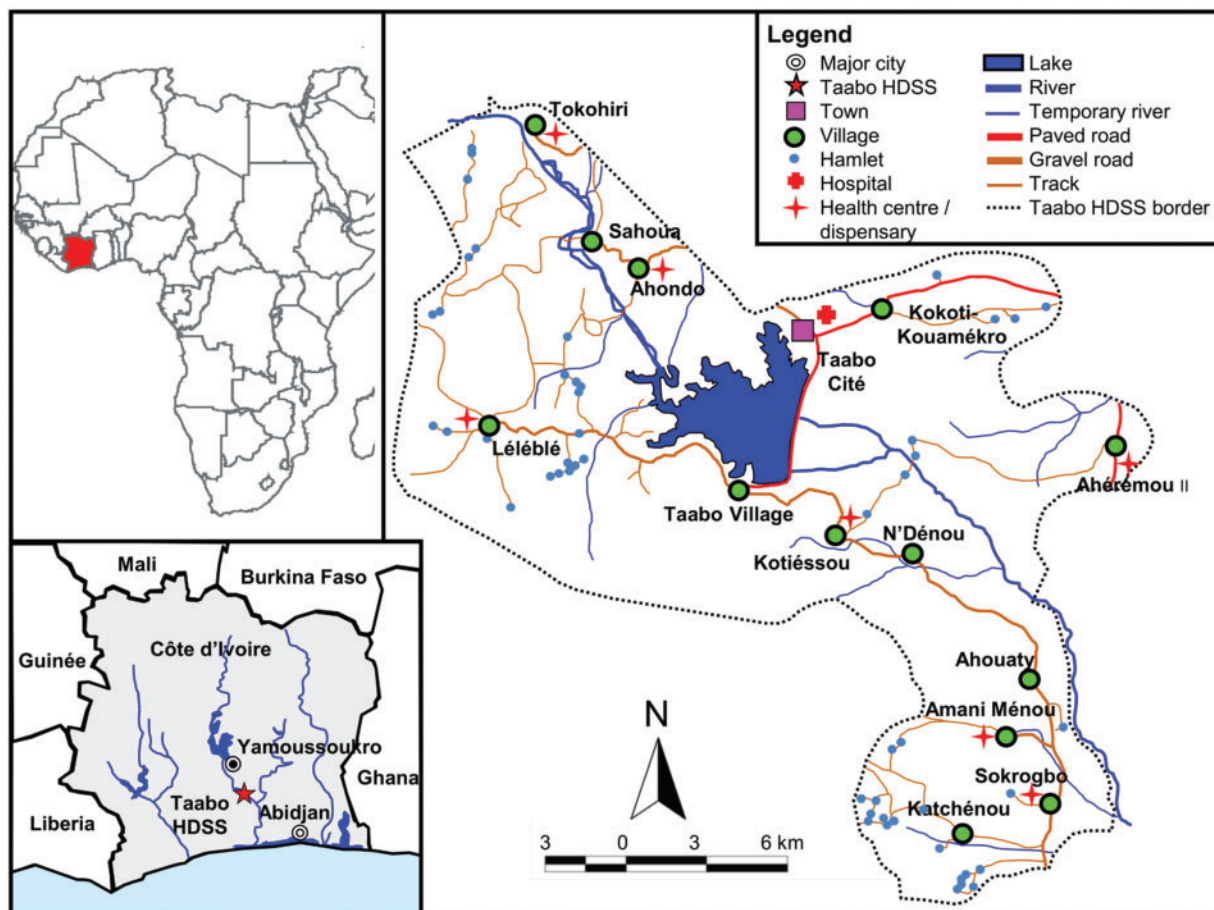 Legend
Major city
Taabo HDSS
Town
Village
Hamlet
Hospital
Health centre /
dispensary
Lake
River
Temporary river
Paved road
Gravel road
Track
Taabo HDSS border
Tokohiri
Sahoua
Ahondo
Kokoti-
Kouamékro
Taabo
Cité
Léléblé
Ahérémou II
Taabo Village
Kotiéssou
N'Dénou
Ahouaty
Amani Ménou
Sokrogbo
Katchénou
N
3 0 3 6 km
Mali
Burkina Faso
Guinée
Côte d'Ivoire
Yamoussoukro
Ghana
Taabo
HDSS
Abidjan
Liberia